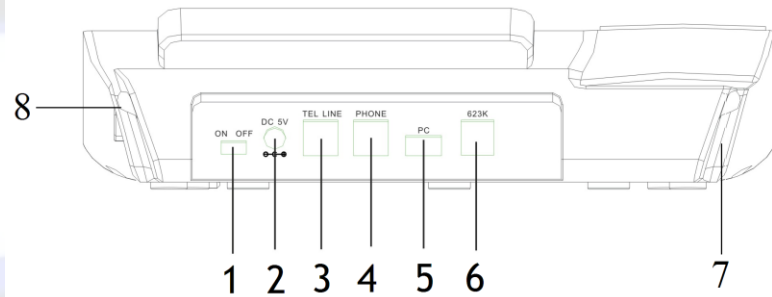 TEL LINE PHONE 623K
DC 5V
PC
ON OFF
8
1 2 3 4 5 6 7